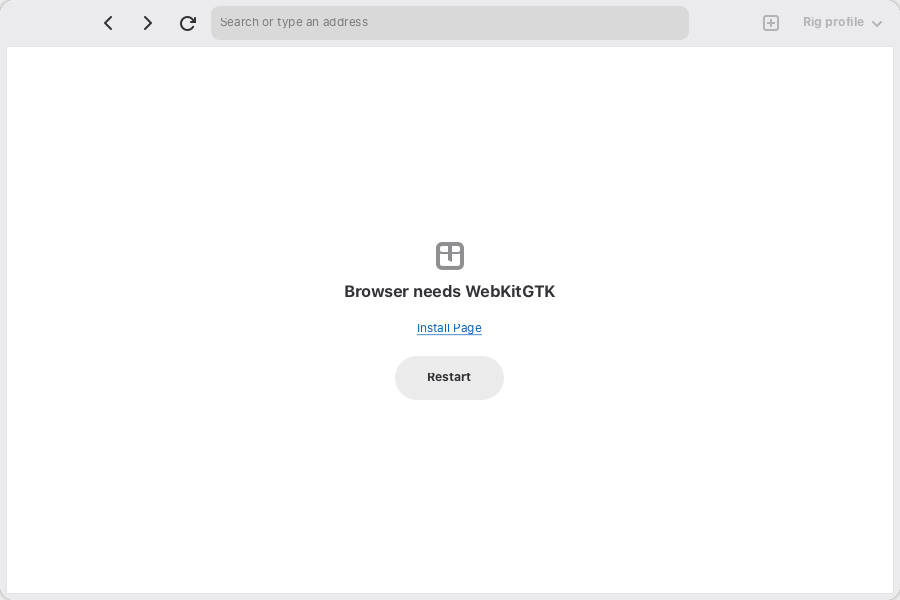 Search or type an address
Rig profile
Browser needs WebKitGTK
Install Page
Restart